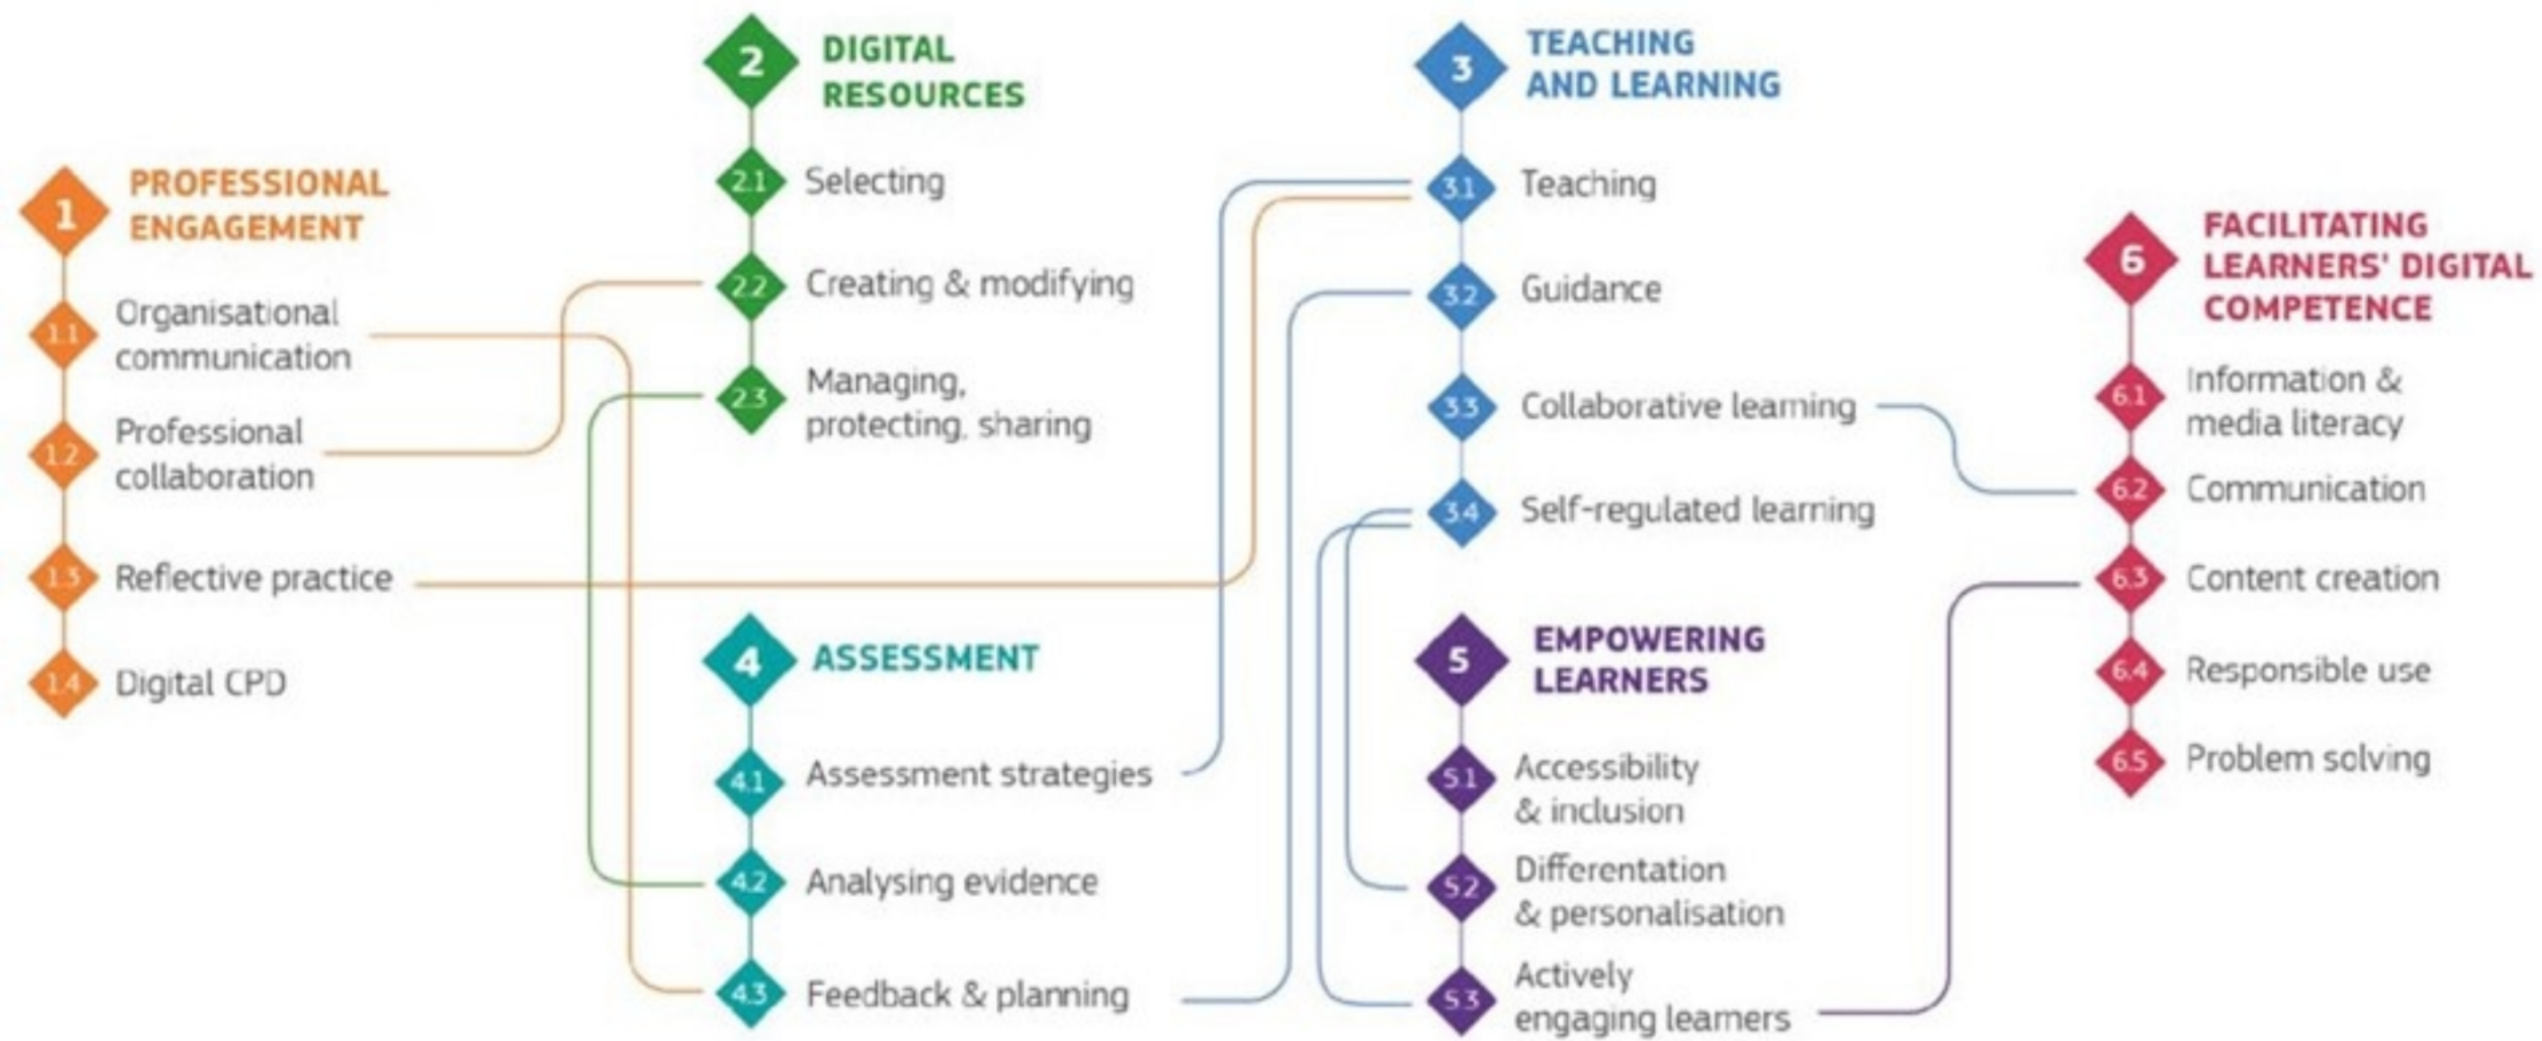 1
PROFESSIONAL
ENGAGEMENT
1.1
Organisational
communication
1.2
Professional
collaboration
1.3
Reflective practice
1.4
Digital CPD
2
DIGITAL
RESOURCES
2.1
Selecting
2.2
Creating & modifying
2.3
Managing,
protecting, sharing
3
TEACHING
AND LEARNING
3.1
Teaching
3.2
Guidance
3.3
Collaborative learning
3.4
Self-regulated learning
4
ASSESSMENT
4.1
Assessment strategies
4.2
Analysing evidence
4.3
Feedback & planning
5
EMPOWERING
LEARNERS
5.1
Accessibility
& inclusion
5.2
Differentation
& personalisation
5.3
Actively
engaging learners
6
FACILITATING
LEARNERS' DIGITAL
COMPETENCE
6.1
Information &
media literacy
6.2
Communication
6.3
Content creation
6.4
Responsible use
6.5
Problem solving